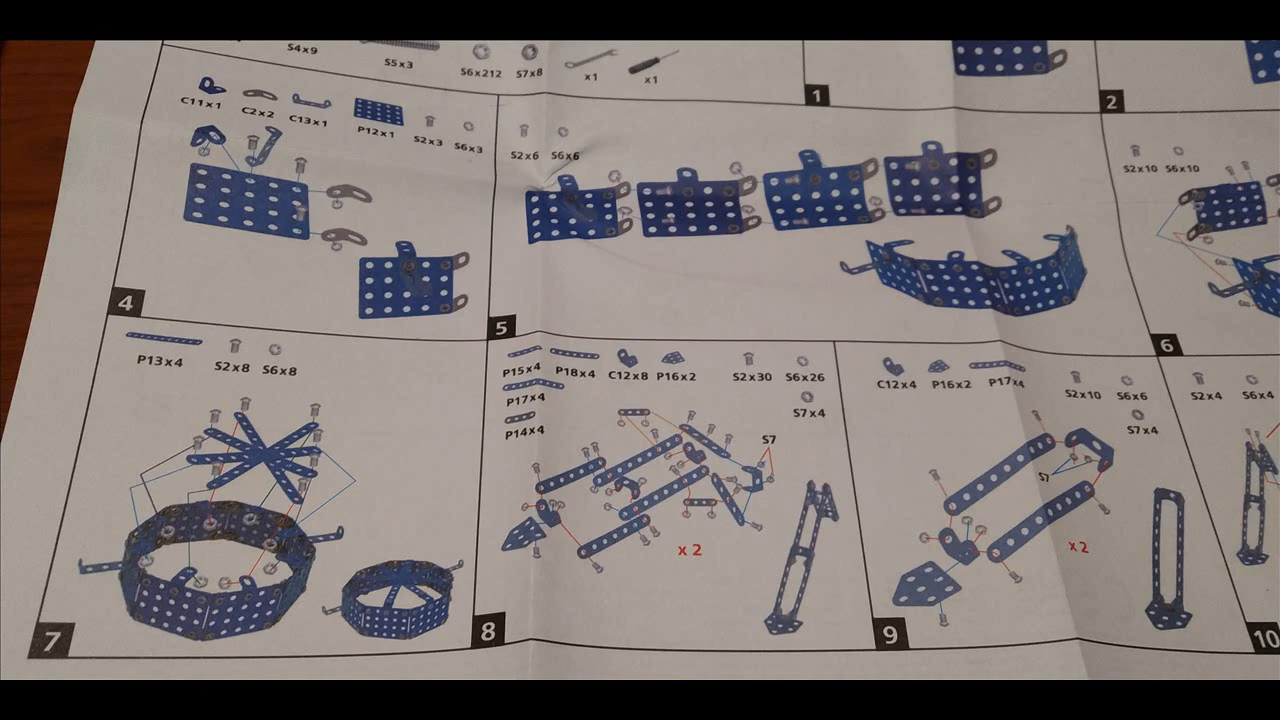 S4x9
S5x3
S6x212 S7x8
x1
x1
1
2
C11x1 C2x2 C13x1 P12x1 S2x3 S6x3
4
S2x6 S6x6
5
S2x10 S6x10
6
P13x4 S2x8 S6x8
7
P15x4 P18x4 C12x8 P16x2 S2x30 S6x26
P17x4 S7x4
P14x4
S7
x 2
8
C12x4 P16x2 P17x4 S2x10 S6x6
S7x4
S7
x 2
9
S2x4 S6x4
10